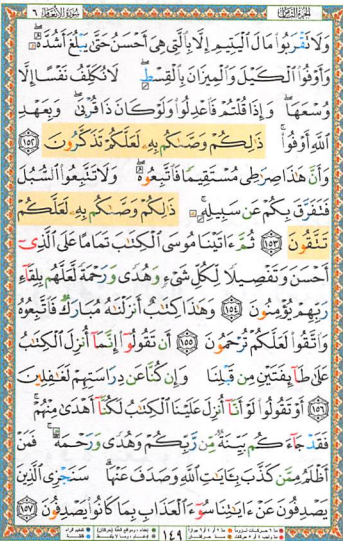 الجزء الثامن سورة الأنعام ٦
وَلَا تَقْرَبُوا۟ مَالَ ٱلْيَتِيمِ إِلَّا بِٱلَّتِى هِىَ أَحْسَنُ حَتَّىٰ يَبْلُغَ أَشُدَّهُۥ
وَأَوْفُوا۟ ٱلْكَيْلَ وَٱلْمِيزَانَ بِٱلْقِسْطِ لَا نُكَلِّفُ نَفْسًا إِلَّا
وُسْعَهَا وَإِذَا قُلْتُمْ فَٱعْدِلُوا۟ وَلَوْ كَانَ ذَا قُرْبَىٰ وَبِعَهْدِ
ٱللَّهِ أَوْفُوا۟ ذَٰلِكُمْ وَصَّىٰكُم بِهِۦ لَعَلَّكُمْ تَذَكَّرُونَ ١٥٢
وَأَنَّ هَٰذَا صِرَٰطِى مُسْتَقِيمًا فَٱتَّبِعُوهُ وَلَا تَتَّبِعُوا۟ ٱلسُّبُلَ
فَتَفَرَّقَ بِكُمْ عَن سَبِيلِهِۦ ذَٰلِكُمْ وَصَّىٰكُم بِهِۦ لَعَلَّكُمْ
تَتَّقُونَ ١٥٣ ثُمَّ ءَاتَيْنَا مُوسَى ٱلْكِتَٰبَ تَمَامًا عَلَى ٱلَّذِىٓ
أَحْسَنَ وَتَفْصِيلًا لِّكُلِّ شَىْءٍ وَهُدًى وَرَحْمَةً لَّعَلَّهُم بِلِقَآءِ
رَبِّهِمْ يُؤْمِنُونَ ١٥٤ وَهَٰذَا كِتَٰبٌ أَنزَلْنَٰهُ مُبَارَكٌ فَٱتَّبِعُوهُ
وَٱتَّقُوا۟ لَعَلَّكُمْ تُرْحَمُونَ ١٥٥ أَن تَقُولُوٓا۟ إِنَّمَآ أُنزِلَ ٱلْكِتَٰبُ
عَلَىٰ طَآئِفَتَيْنِ مِن قَبْلِنَا وَإِن كُنَّا عَن دِرَاسَتِهِمْ لَغَٰفِلِينَ
١٥٦ أَوْ تَقُولُوا۟ لَوْ أَنَّآ أُنزِلَ عَلَيْنَا ٱلْكِتَٰبُ لَكُنَّآ أَهْدَىٰ مِنْهُمْ
فَقَدْ جَآءَكُم بَيِّنَةٌ مِّن رَّبِّكُمْ وَهُدًى وَرَحْمَةٌ فَمَنْ
أَظْلَمُ مِمَّن كَذَّبَ بِـَٔايَٰتِ ٱللَّهِ وَصَدَفَ عَنْهَا سَنَجْزِى ٱلَّذِينَ
يَصْدِفُونَ عَنْ ءَايَٰتِنَا سُوٓءَ ٱلْعَذَابِ بِمَا كَانُوا۟ يَصْدِفُونَ ١٥٧
١٤٩